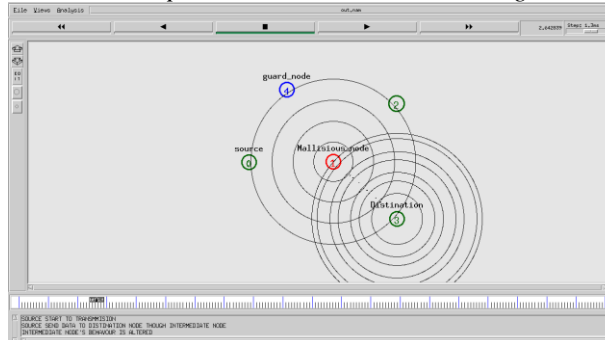 File Views Analysis
out.nam
2.642889 Step: 1.3ms
guard_node
4
2
source
Mallisious_node
0
1
Distination
3
SOURCE START TO TRANSMISSION
SOURCE SEND DATA TO DISTINATION NODE THOUGH INTERMEDIATE NODE
INTERMEDIATE NODE'S BEHAVOUR IS ALTERED